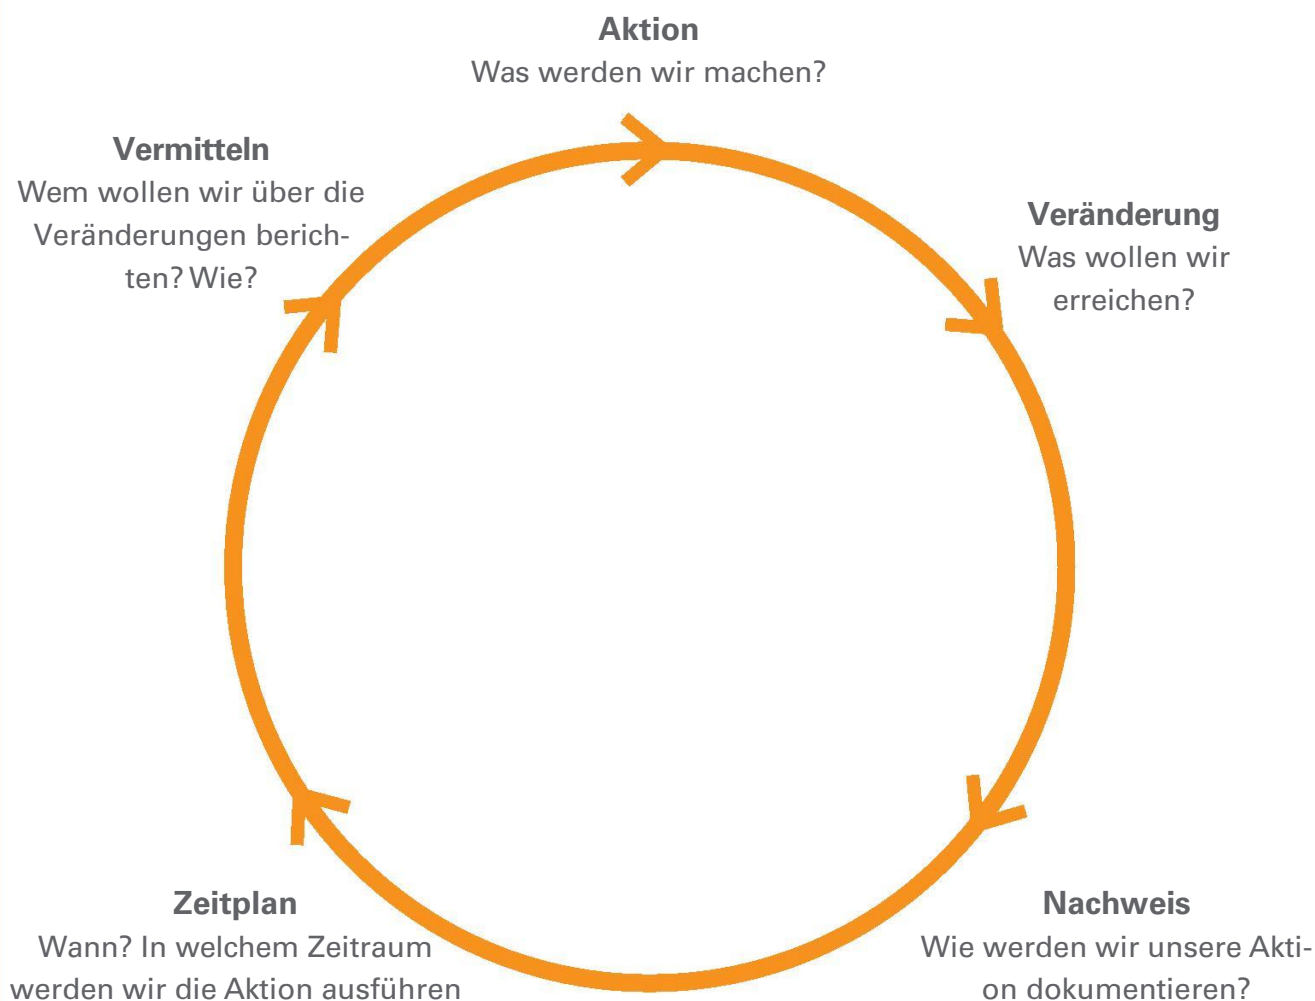 Aktion
Was werden wir machen?
Veränderung
Was wollen wir
erreichen?
Nachweis
Wie werden wir unsere Akti-
on dokumentieren?
Zeitplan
Wann? In welchem Zeitraum
werden wir die Aktion ausführen
Vermitteln
Wem wollen wir über die
Veränderungen berich-
ten? Wie?